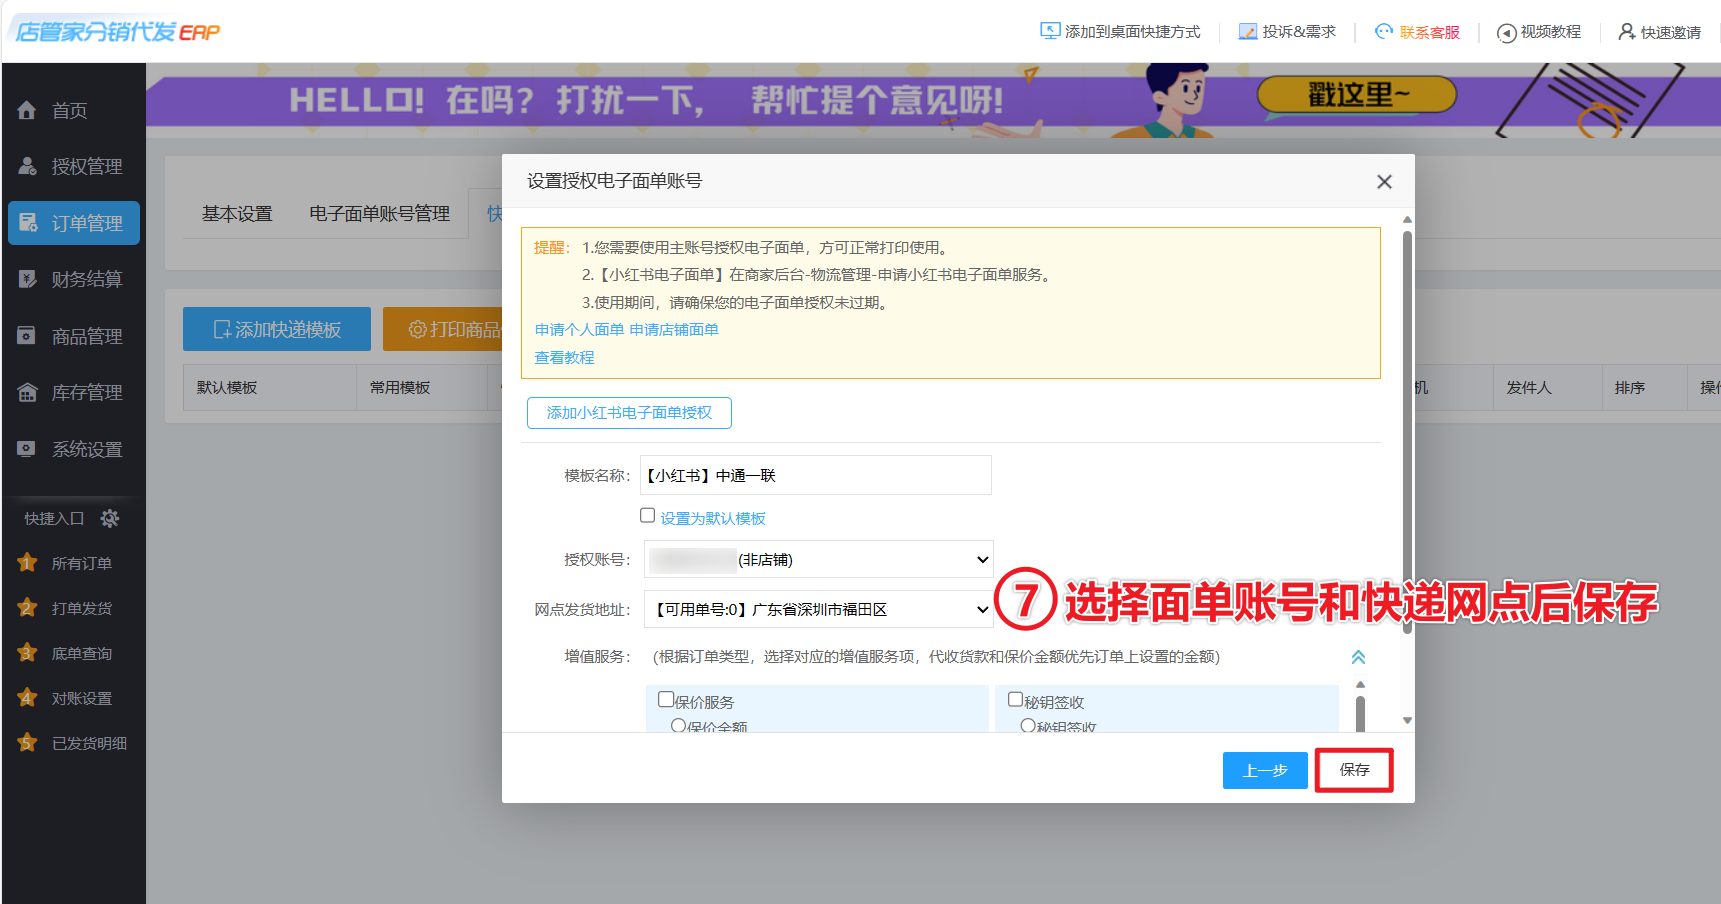 店管家分销代发 ERP
添加到桌面快捷方式
投诉&需求
联系客服
视频教程
快速邀请
HELLO! 在吗？打扰一下， 帮忙提个意见呀!
戳这里~
首页
授权管理
订单管理
财务结算
商品管理
库存管理
系统设置
快捷入口
1 所有订单
2 打单发货
3 底单查询
4 对账设置
5 已发货明细
基本设置
电子面单账号管理
快
添加快递模板
打印商品
默认模板
常用模板
机
发件人
排序
操作
设置授权电子面单账号
提醒： 1.您需要使用主账号授权电子面单，方可正常打印使用。
2.【小红书电子面单】在商家后台-物流管理-申请小红书电子面单服务。
3.使用期间，请确保您的电子面单授权未过期。
申请个人面单 申请店铺面单
查看教程
添加小红书电子面单授权
模板名称： 【小红书】中通一联
设置为默认模板
授权账号： (非店铺)
网点发货地址： 【可用单号:0】广东省深圳市福田区
⑦ 选择面单账号和快递网点后保存
增值服务： (根据订单类型，选择对应的增值服务项，代收货款和保价金额优先订单上设置的金额)
保价服务
秘钥签收
保价金额
秘钥签收
上一步
保存